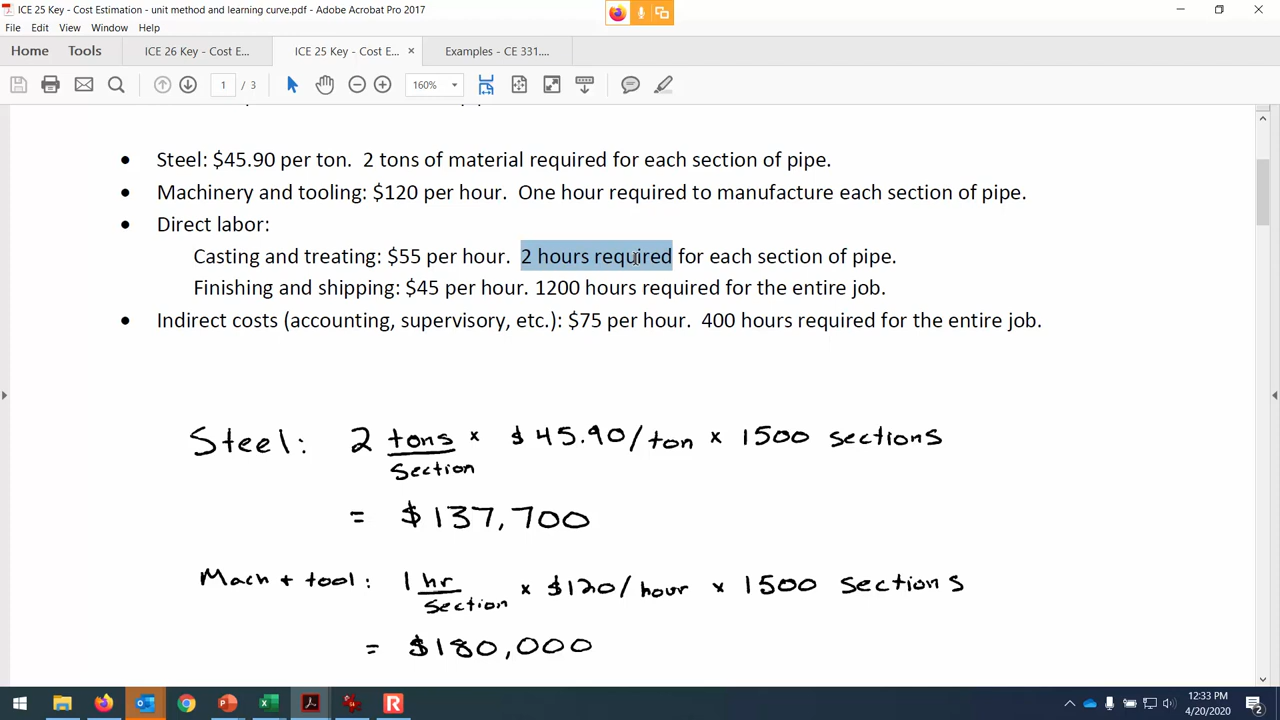 ICE 25 Key - Cost Estimation - unit method and learning curve.pdf - Adobe Acrobat Pro 2017
File Edit View Window Help
Home Tools ICE 26 Key - Cost E... ICE 25 Key - Cost E... × Examples - CE 331....
1 / 3 160%
• Steel: $45.90 per ton. 2 tons of material required for each section of pipe.
• Machinery and tooling: $120 per hour. One hour required to manufacture each section of pipe.
• Direct labor:
Casting and treating: $55 per hour. 2 hours required for each section of pipe.
Finishing and shipping: $45 per hour. 1200 hours required for the entire job.
• Indirect costs (accounting, supervisory, etc.): $75 per hour. 400 hours required for the entire job.
Steel: 2 tons/section × $45.90/ton × 1500 sections
= $137,700
Mach + tool: 1 hr/section × $120/hour × 1500 sections
= $180,000
12:33 PM
4/20/2020
2